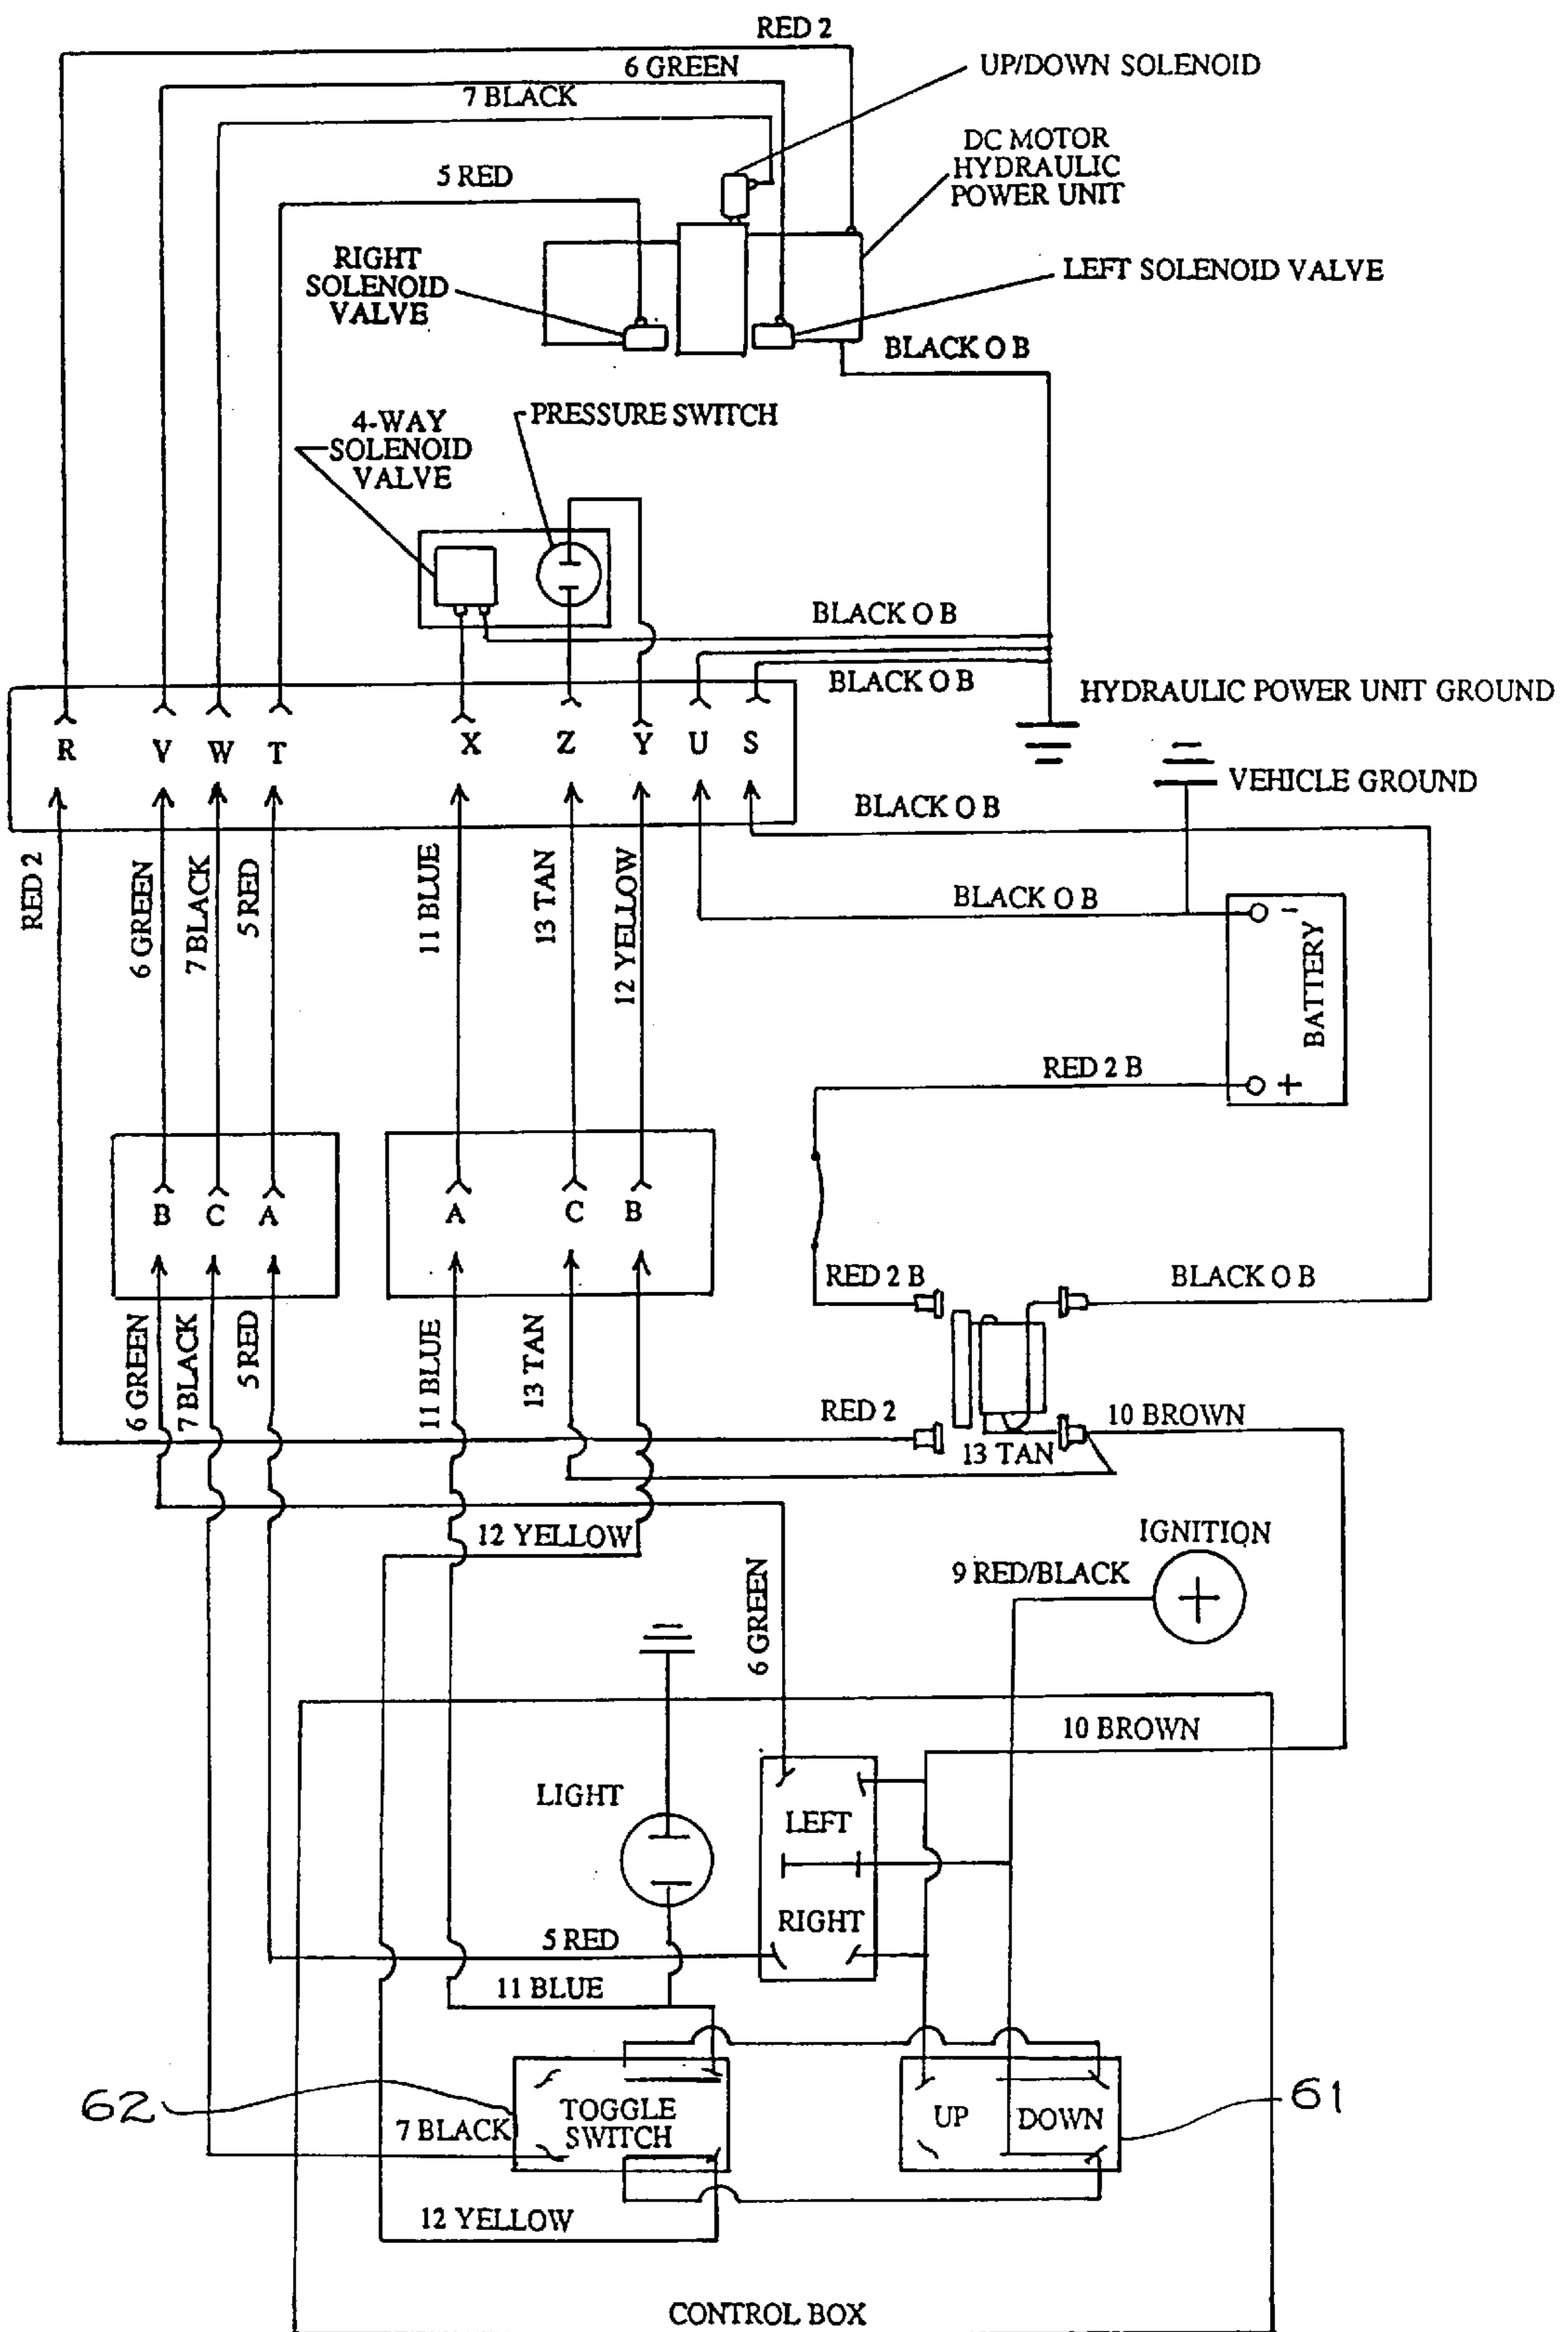 RED 2
6 GREEN
UP/DOWN SOLENOID
7 BLACK
DC MOTOR
HYDRAULIC
POWER UNIT
5 RED
RIGHT
SOLENOID
VALVE
LEFT SOLENOID VALVE
BLACK O B
4-WAY
SOLENOID
VALVE
PRESSURE SWITCH
BLACK O B
BLACK O B
HYDRAULIC POWER UNIT GROUND
R V W T X Z Y U S
VEHICLE GROUND
BLACK O B
RED 2
6 GREEN
7 BLACK
5 RED
11 BLUE
13 TAN
12 YELLOW
BLACK O B
-
BATTERY
RED 2 B
+
B C A
A C B
RED 2 B
BLACK O B
6 GREEN
7 BLACK
5 RED
11 BLUE
13 TAN
RED 2
10 BROWN
13 TAN
12 YELLOW
IGNITION
9 RED/BLACK
6 GREEN
10 BROWN
LIGHT
LEFT
RIGHT
5 RED
11 BLUE
62
TOGGLE
SWITCH
7 BLACK
UP
DOWN
61
12 YELLOW
CONTROL BOX